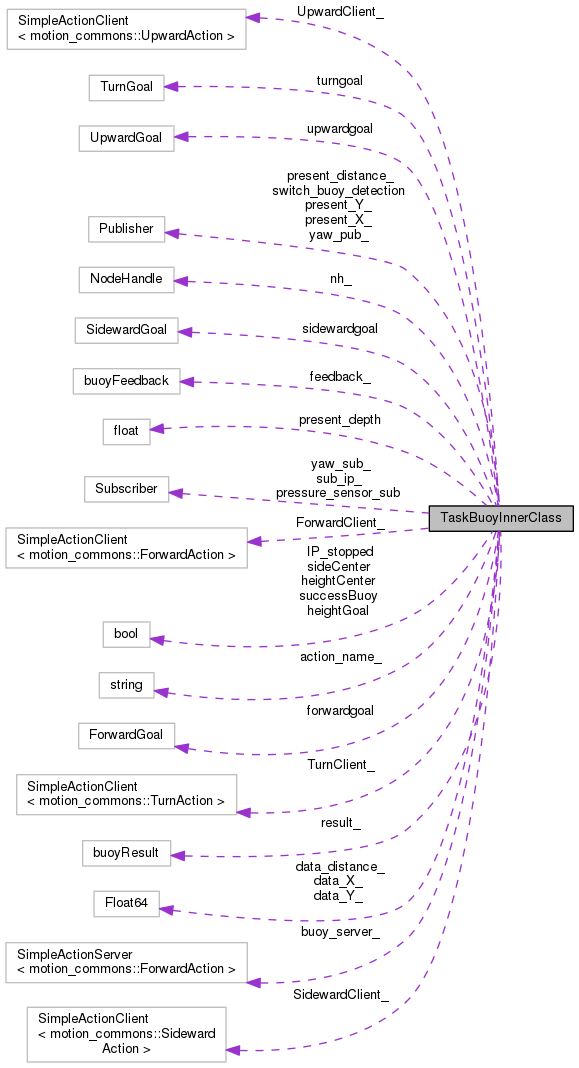 UpwardClient_
SimpleActionClient
< motion_commons::UpwardAction >
turngoal
TurnGoal
upwardgoal
UpwardGoal
present_distance_
switch_buoy_detection
present_Y_
present_X_
yaw_pub_
Publisher
nh_
NodeHandle
sidewardgoal
SidewardGoal
feedback_
buoyFeedback
present_depth
float
yaw_sub_
sub_ip_
pressure_sensor_sub
Subscriber
TaskBuoyInnerClass
ForwardClient_
SimpleActionClient
< motion_commons::ForwardAction >
IP_stopped
sideCenter
heightCenter
successBuoy
heightGoal
bool
action_name_
string
forwardgoal
ForwardGoal
TurnClient_
SimpleActionClient
< motion_commons::TurnAction >
result_
buoyResult
data_distance_
data_X_
data_Y_
Float64
buoy_server_
SimpleActionServer
< motion_commons::ForwardAction >
SidewardClient_
SimpleActionClient
< motion_commons::Sideward
Action >